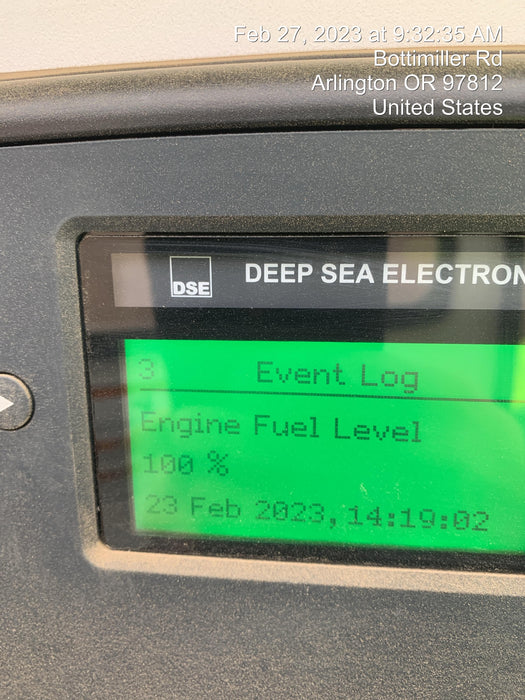 Feb 27, 2023 at 9:32:35 AM
Bottimiller Rd
Arlington OR 97812
United States
DSE
DEEP SEA ELECTRON
3 Event Log
Engine Fuel Level
100 %
23 Feb 2023, 14:19:02